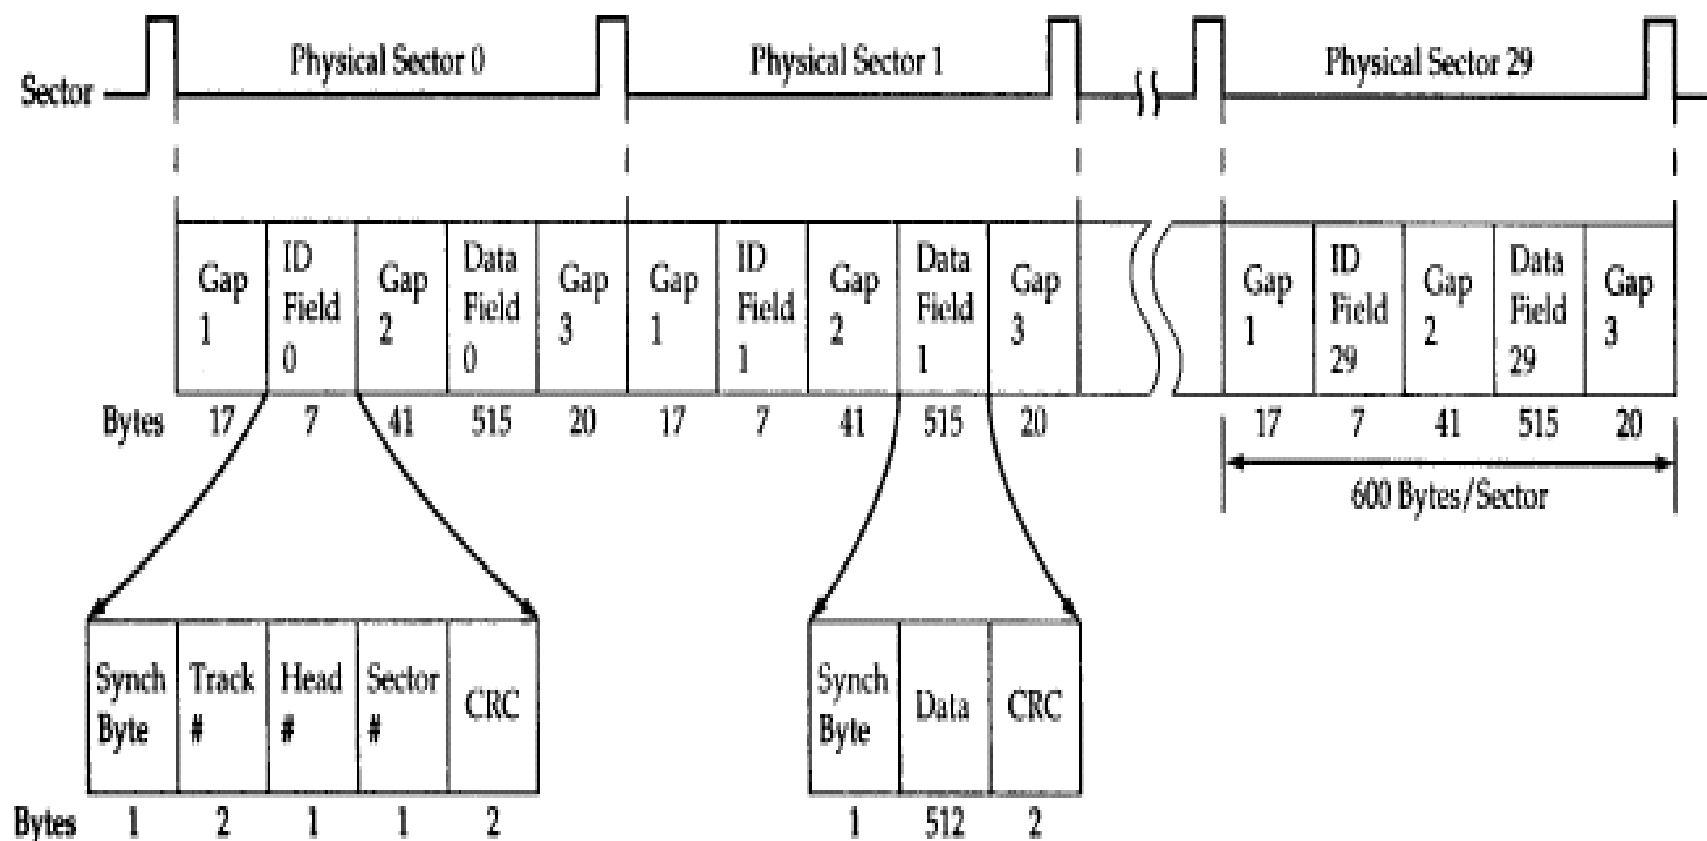 Physical Sector 0 Physical Sector 1 Physical Sector 29
Sector
Gap 1 ID Field 0 Gap 2 Data Field 0 Gap 3 Gap 1 ID Field 1 Gap 2 Data Field 1 Gap 3 Gap 1 ID Field 29 Gap 2 Data Field 29 Gap 3
Bytes 17 7 41 515 20 17 7 41 515 20 17 7 41 515 20
600 Bytes/Sector
Synch Byte Track # Head # Sector # CRC Synch Byte Data CRC
Bytes 1 2 1 1 2 1 512 2